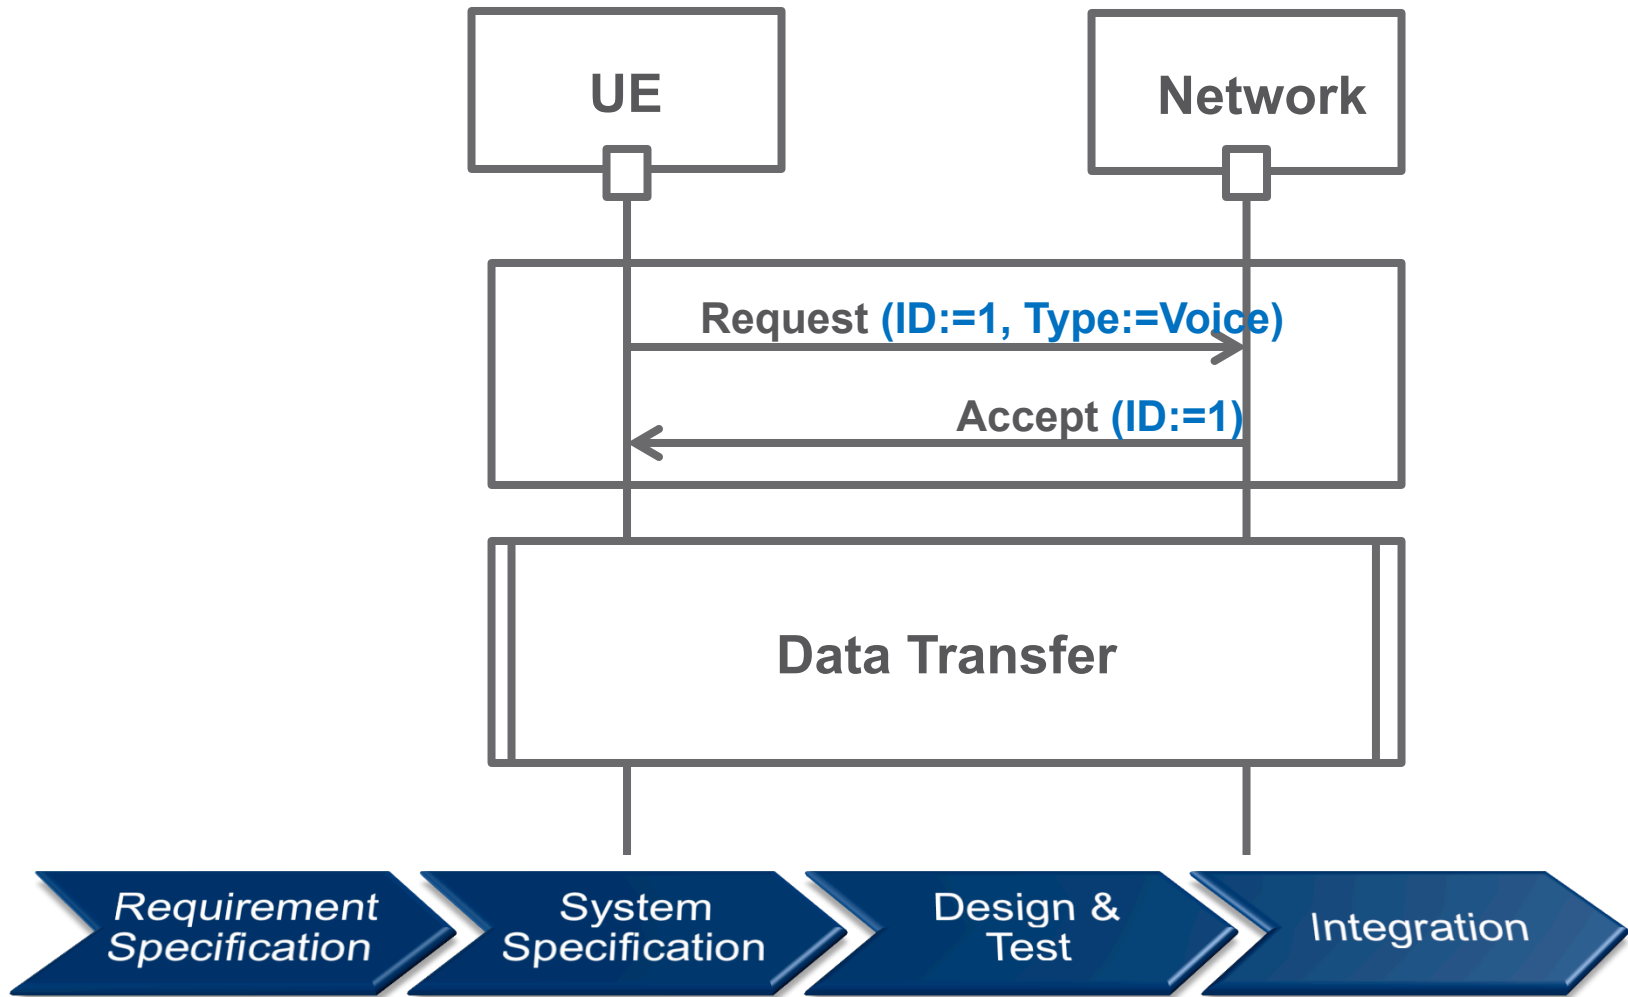 UE
Network
Request (ID:=1, Type:=Voice)
Accept (ID:=1)
Data Transfer
Requirement
Specification
System
Specification
Design &
Test
Integration